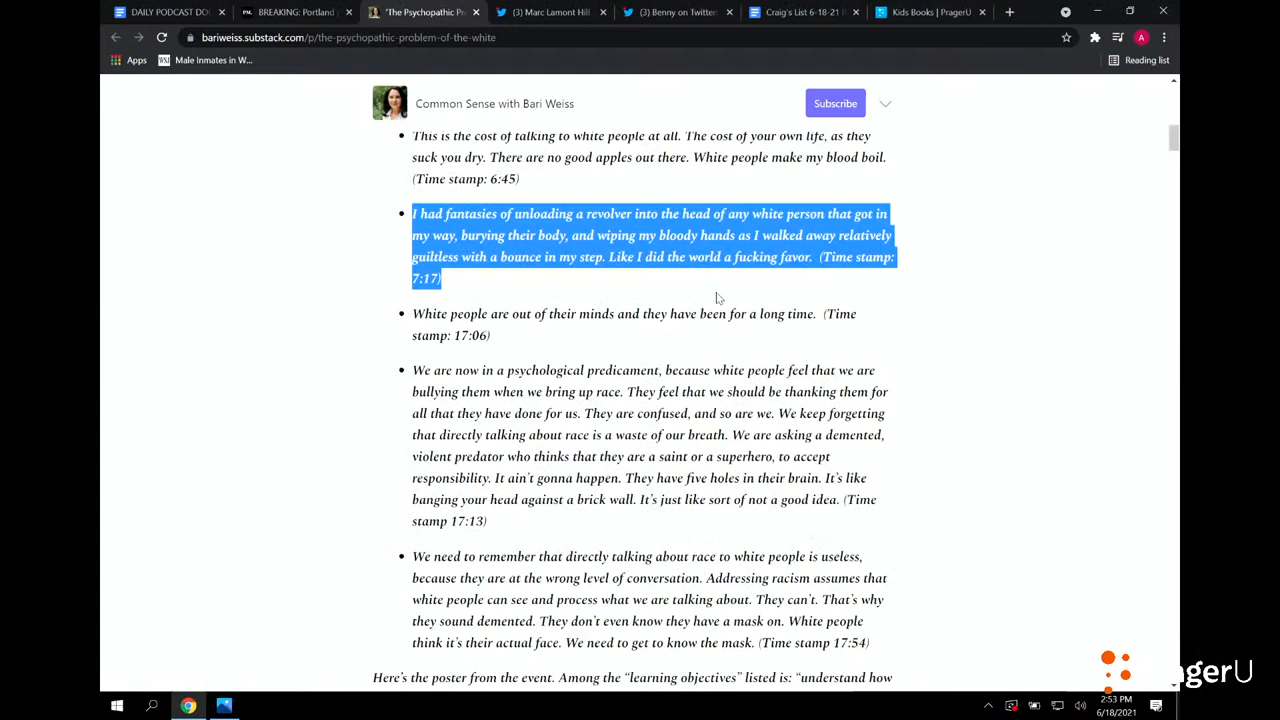 DAILY PODCAST DO
BREAKING: Portland
'The Psychopathic Pr
(3) Marc Lamont Hill
(3) Benny on Twitter:
Craig's List 6-18-21
Kids Books | PragerU
bariweiss.substack.com/p/the-psychopathic-problem-of-the-white
A
Apps
WSJ
Male Inmates in W...
Reading list
Common Sense with Bari Weiss
Subscribe
This is the cost of talking to white people at all. The cost of your own life, as they
suck you dry. There are no good apples out there. White people make my blood boil.
(Time stamp: 6:45)
I had fantasies of unloading a revolver into the head of any white person that got in
my way, burying their body, and wiping my bloody hands as I walked away relatively
guiltless with a bounce in my step. Like I did the world a fucking favor. (Time stamp:
7:17)
White people are out of their minds and they have been for a long time. (Time
stamp: 17:06)
We are now in a psychological predicament, because white people feel that we are
bullying them when we bring up race. They feel that we should be thanking them for
all that they have done for us. They are confused, and so are we. We keep forgetting
that directly talking about race is a waste of our breath. We are asking a demented,
violent predator who thinks that they are a saint or a superhero, to accept
responsibility. It ain't gonna happen. They have five holes in their brain. It's like
banging your head against a brick wall. It's just like sort of not a good idea. (Time
stamp 17:13)
We need to remember that directly talking about race to white people is useless,
because they are at the wrong level of conversation. Addressing racism assumes that
white people can see and process what we are talking about. They can't. That's why
they sound demented. They don't even know they have a mask on. White people
think it's their actual face. We need to get to know the mask. (Time stamp 17:54)
Here's the poster from the event. Among the "learning objectives" listed is: "understand how
PragerU
2:53 PM
6/18/2021